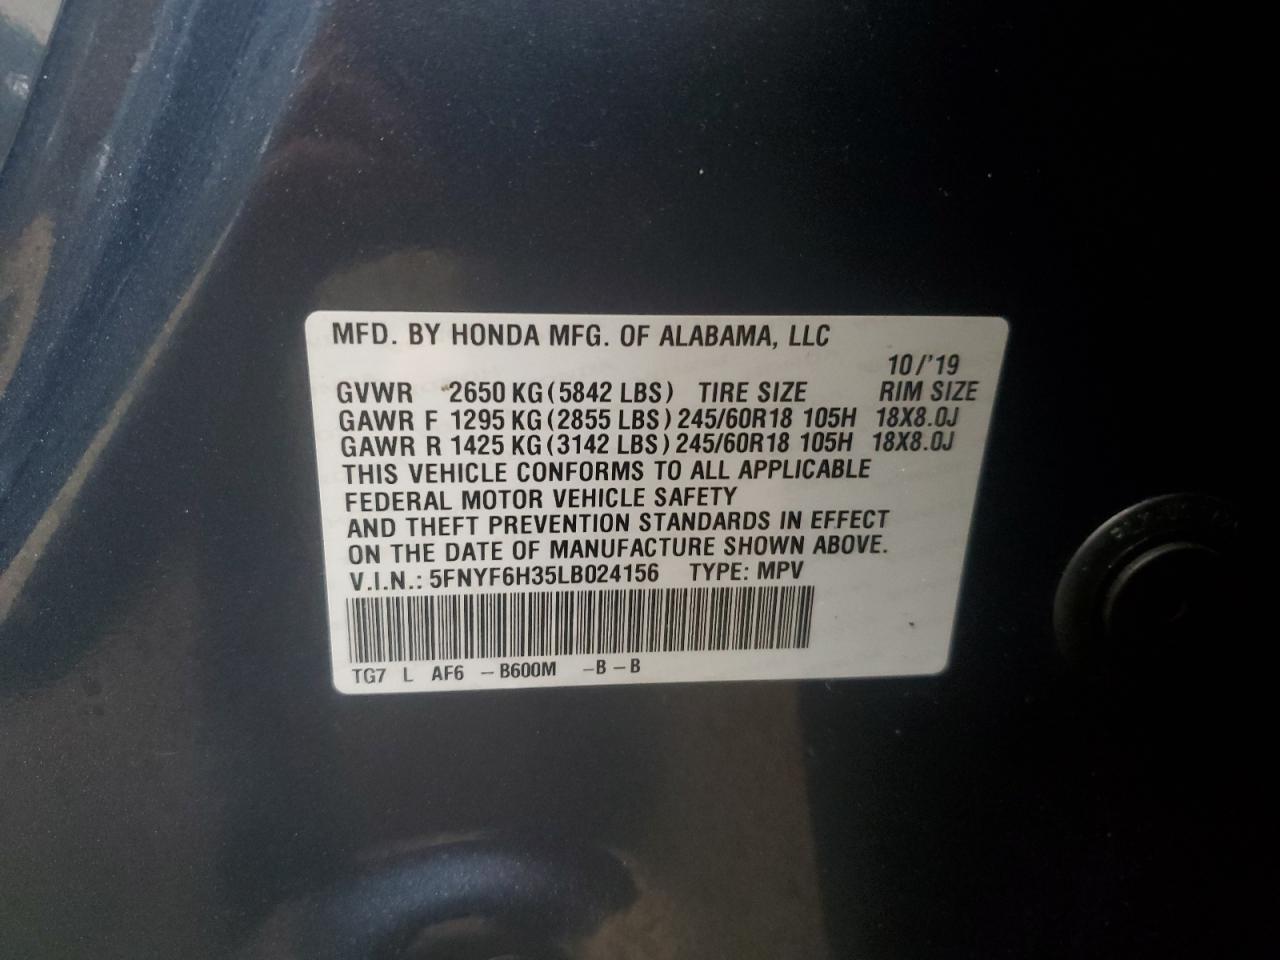 MFD. BY HONDA MFG. OF ALABAMA, LLC
10/'19
GVWR 2650 KG (5842 LBS) TIRE SIZE RIM SIZE
GAWR F 1295 KG (2855 LBS) 245/60R18 105H 18X8.0J
GAWR R 1425 KG (3142 LBS) 245/60R18 105H 18X8.0J
THIS VEHICLE CONFORMS TO ALL APPLICABLE
FEDERAL MOTOR VEHICLE SAFETY
AND THEFT PREVENTION STANDARDS IN EFFECT
ON THE DATE OF MANUFACTURE SHOWN ABOVE.
V.I.N.: 5FNYF6H35LB024156 TYPE: MPV
TG7 L AF6 - B600M - B - B